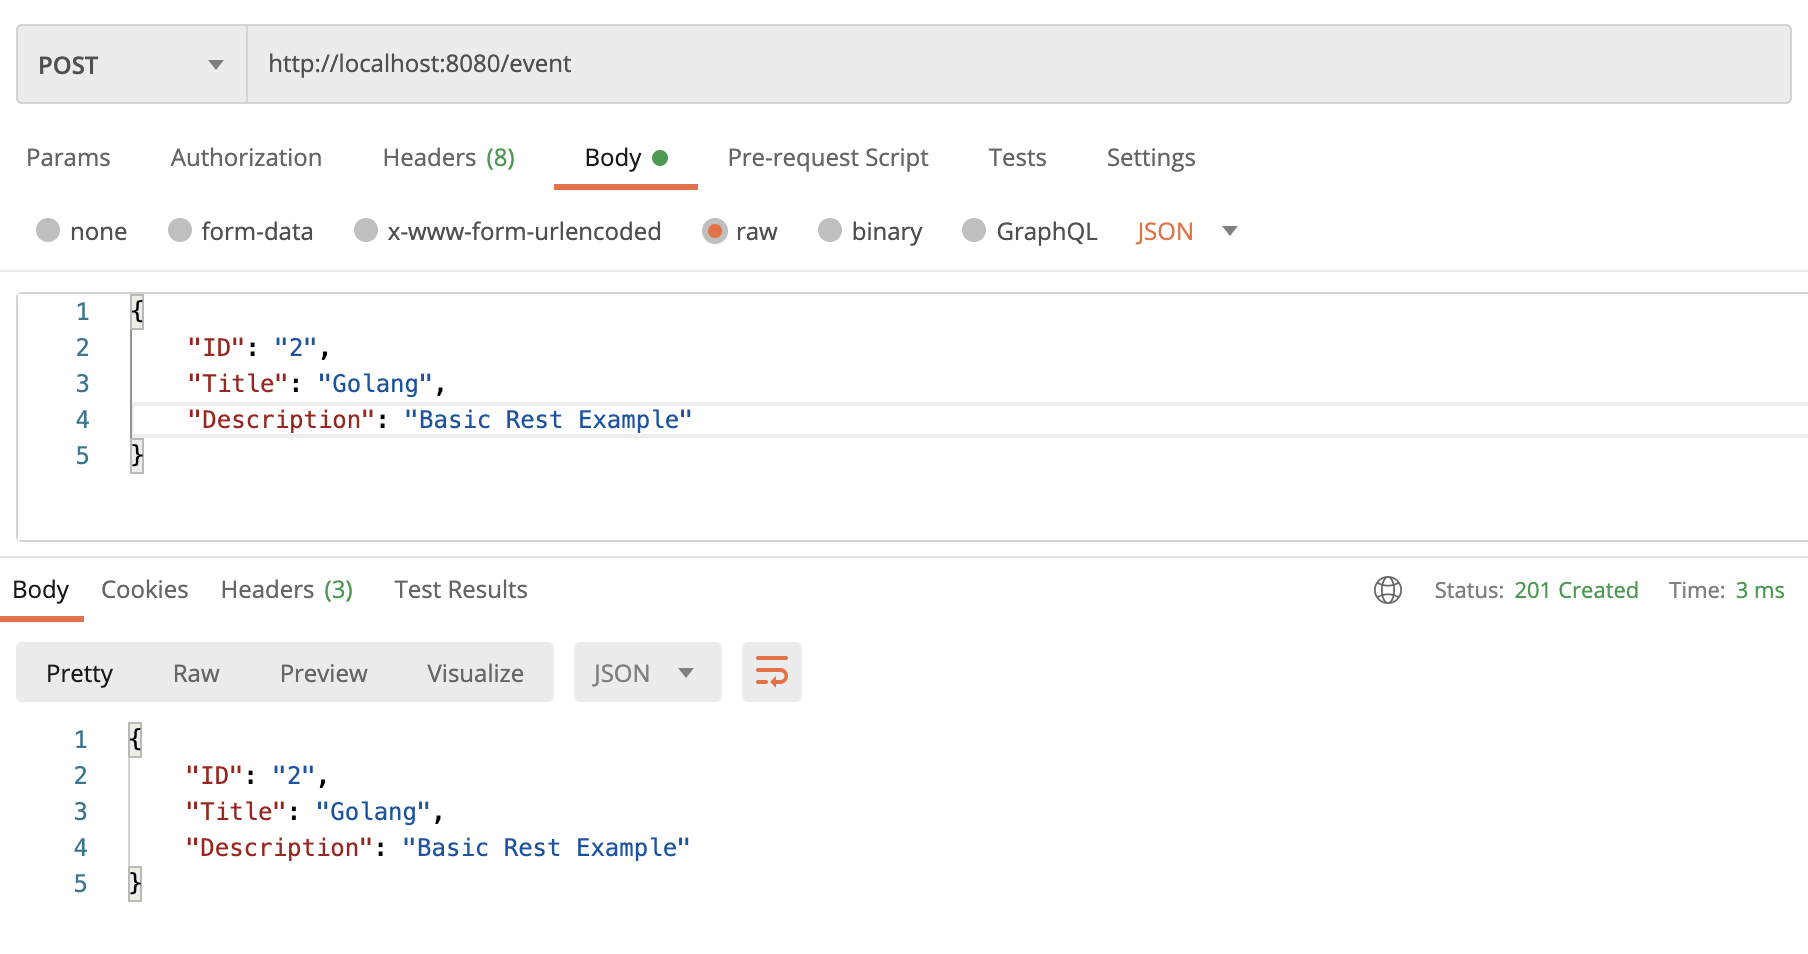 POST http://localhost:8080/event
Params Authorization Headers (8) Body Pre-request Script Tests Settings
none form-data x-www-form-urlencoded raw binary GraphQL JSON
1 {
2 "ID": "2",
3 "Title": "Golang",
4 "Description": "Basic Rest Example"
5 }
Body Cookies Headers (3) Test Results Status: 201 Created Time: 3 ms
Pretty Raw Preview Visualize JSON
1 {
2 "ID": "2",
3 "Title": "Golang",
4 "Description": "Basic Rest Example"
5 }